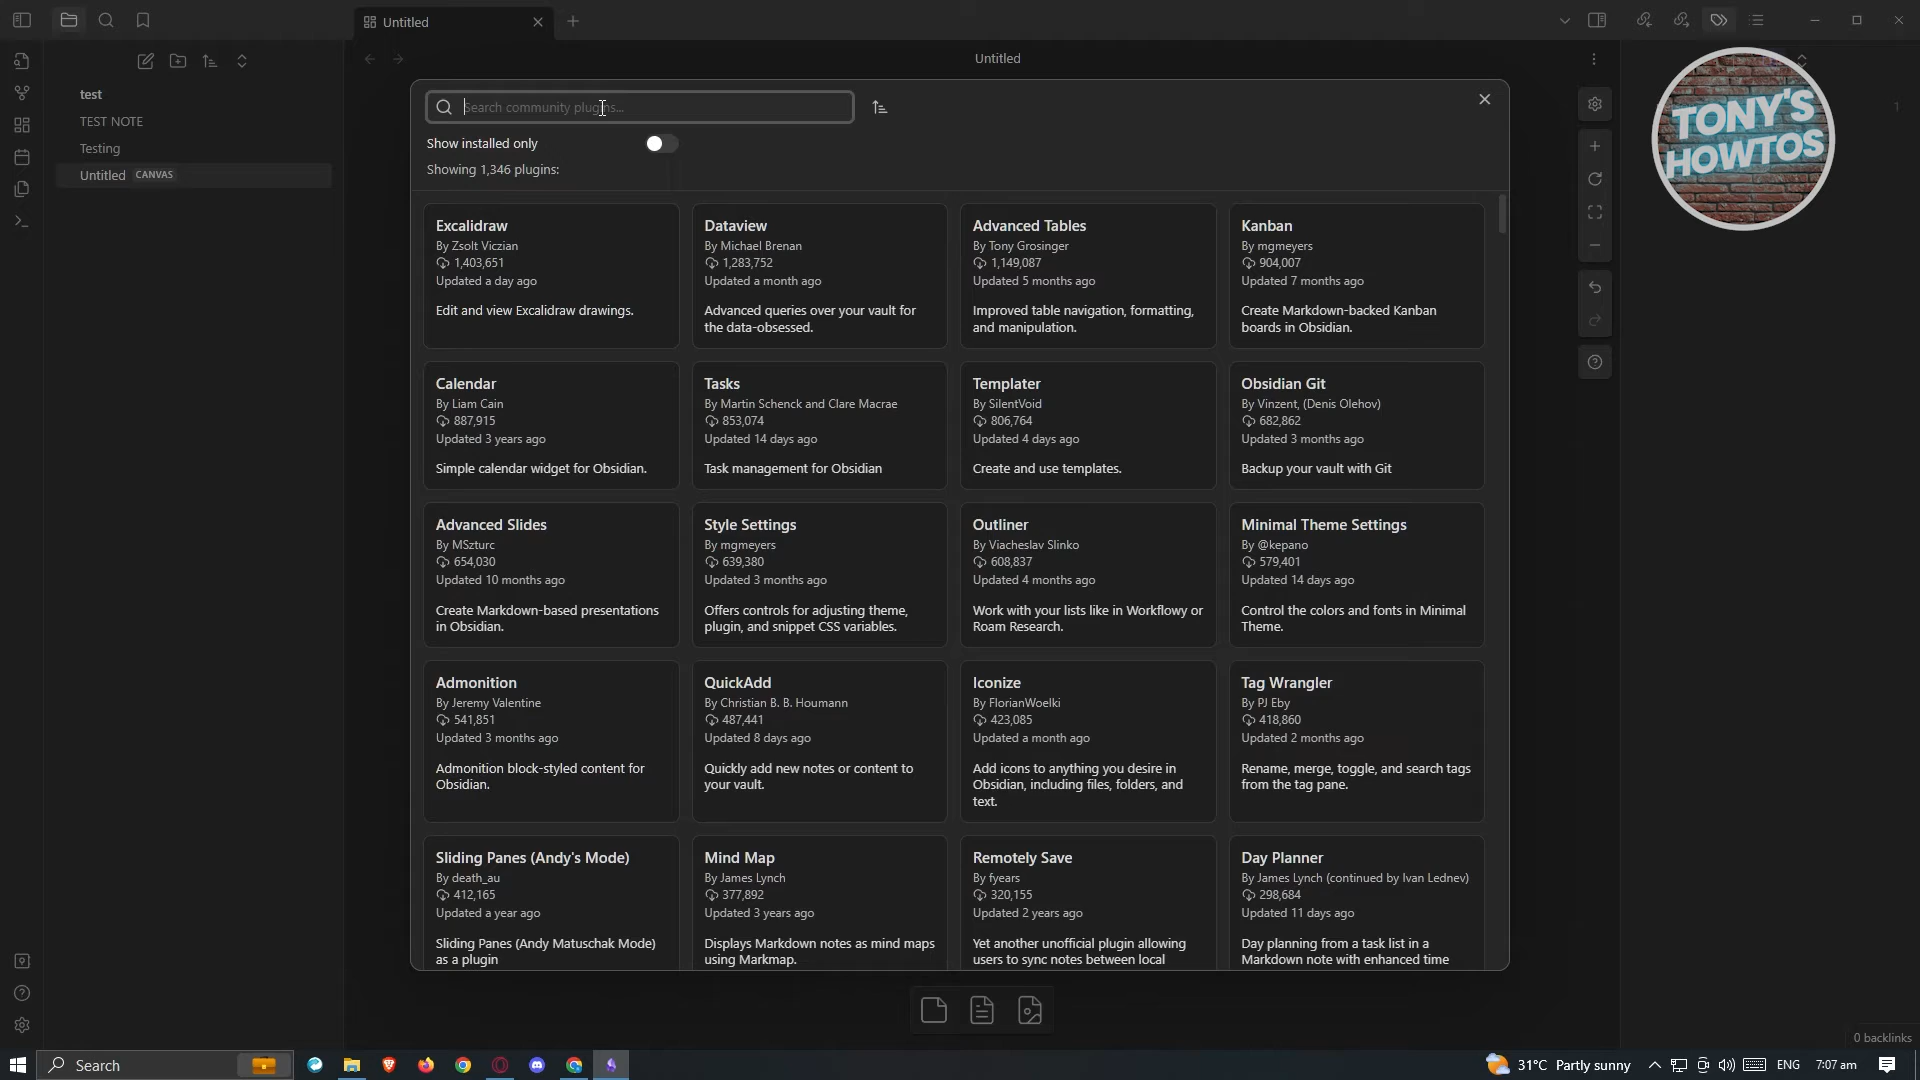 Untitled
Untitled
test
TEST NOTE
Testing
Untitled CANVAS
Search community plugins...
Show installed only
Showing 1,346 plugins:
TONY'S
HOWTOS
1
Excalidraw
By Zsolt Viczian
1,403,651
Updated a day ago
Edit and view Excalidraw drawings.
Dataview
By Michael Brenan
1,283,752
Updated a month ago
Advanced queries over your vault for
the data-obsessed.
Advanced Tables
By Tony Grosinger
1,149,087
Updated 5 months ago
Improved table navigation, formatting,
and manipulation.
Kanban
By mgmeyers
904,007
Updated 7 months ago
Create Markdown-backed Kanban
boards in Obsidian.
Calendar
By Liam Cain
887,915
Updated 3 years ago
Simple calendar widget for Obsidian.
Tasks
By Martin Schenck and Clare Macrae
853,074
Updated 14 days ago
Task management for Obsidian
Templater
By SilentVoid
806,764
Updated 4 days ago
Create and use templates.
Obsidian Git
By Vinzent, (Denis Olehov)
682,862
Updated 3 months ago
Backup your vault with Git
Advanced Slides
By MSzturc
654,030
Updated 10 months ago
Create Markdown-based presentations
in Obsidian.
Style Settings
By mgmeyers
639,380
Updated 3 months ago
Offers controls for adjusting theme,
plugin, and snippet CSS variables.
Outliner
By Viacheslav Slinko
608,837
Updated 4 months ago
Work with your lists like in Workflowy or
Roam Research.
Minimal Theme Settings
By @kepano
579,401
Updated 14 days ago
Control the colors and fonts in Minimal
Theme.
Admonition
By Jeremy Valentine
541,851
Updated 3 months ago
Admonition block-styled content for
Obsidian.
QuickAdd
By Christian B. B. Houmann
487,441
Updated 8 days ago
Quickly add new notes or content to
your vault.
Iconize
By FlorianWoelki
423,085
Updated a month ago
Add icons to anything you desire in
Obsidian, including files, folders, and
text.
Tag Wrangler
By PJ Eby
418,860
Updated 2 months ago
Rename, merge, toggle, and search tags
from the tag pane.
Sliding Panes (Andy's Mode)
By death_au
412,165
Updated a year ago
Sliding Panes (Andy Matuschak Mode)
as a plugin
Mind Map
By James Lynch
377,892
Updated 3 years ago
Displays Markdown notes as mind maps
using Markmap.
Remotely Save
By fyears
320,155
Updated 2 years ago
Yet another unofficial plugin allowing
users to sync notes between local
Day Planner
By James Lynch (continued by Ivan Lednev)
298,684
Updated 11 days ago
Day planning from a task list in a
Markdown note with enhanced time
0 backlinks
Search
31°C Partly sunny
ENG
7:07 am